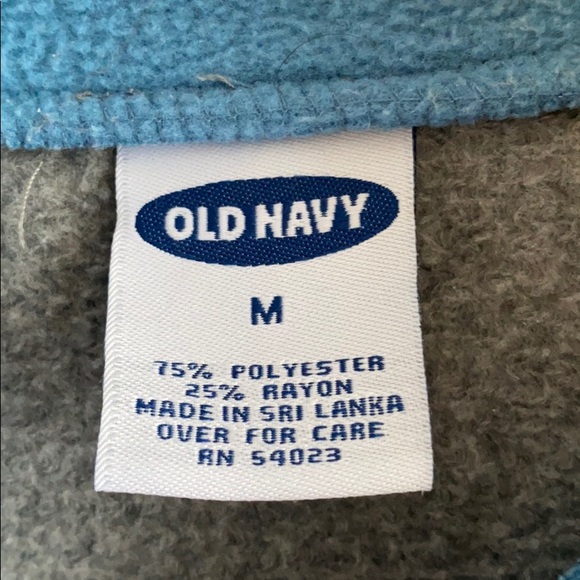 OLD NAVY
M
75% POLYESTER
25% RAYON
MADE IN SRI LANKA
OVER FOR CARE
RN 54023